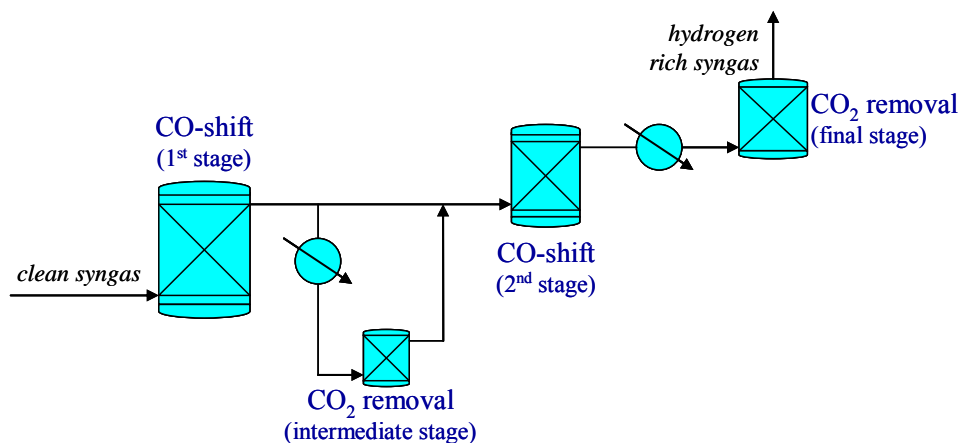 hydrogen
rich syngas
CO₂ removal
(final stage)
CO-shift
(1ˢᵗ stage)
clean syngas
CO-shift
(2ⁿᵈ stage)
CO₂ removal
(intermediate stage)